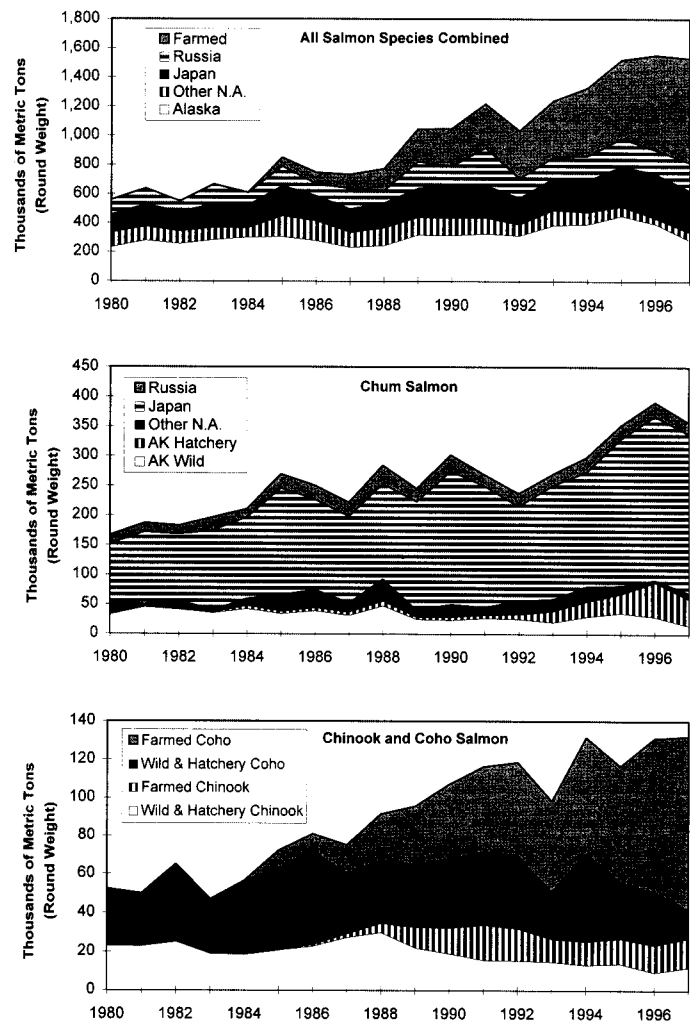 All Salmon Species Combined
Thousands of Metric Tons
(Round Weight)
1,800
1,600
1,400
1,200
1,000
800
600
400
200
0
Farmed
Russia
Japan
Other N.A.
Alaska
1980 1982 1984 1986 1988 1990 1992 1994 1996
Chum Salmon
Thousands of Metric Tons
(Round Weight)
450
400
350
300
250
200
150
100
50
0
Russia
Japan
Other N.A.
AK Hatchery
AK Wild
1980 1982 1984 1986 1988 1990 1992 1994 1996
Chinook and Coho Salmon
Thousands of Metric Tons
(Round Weight)
140
120
100
80
60
40
20
0
Farmed Coho
Wild & Hatchery Coho
Farmed Chinook
Wild & Hatchery Chinook
1980 1982 1984 1986 1988 1990 1992 1994 1996